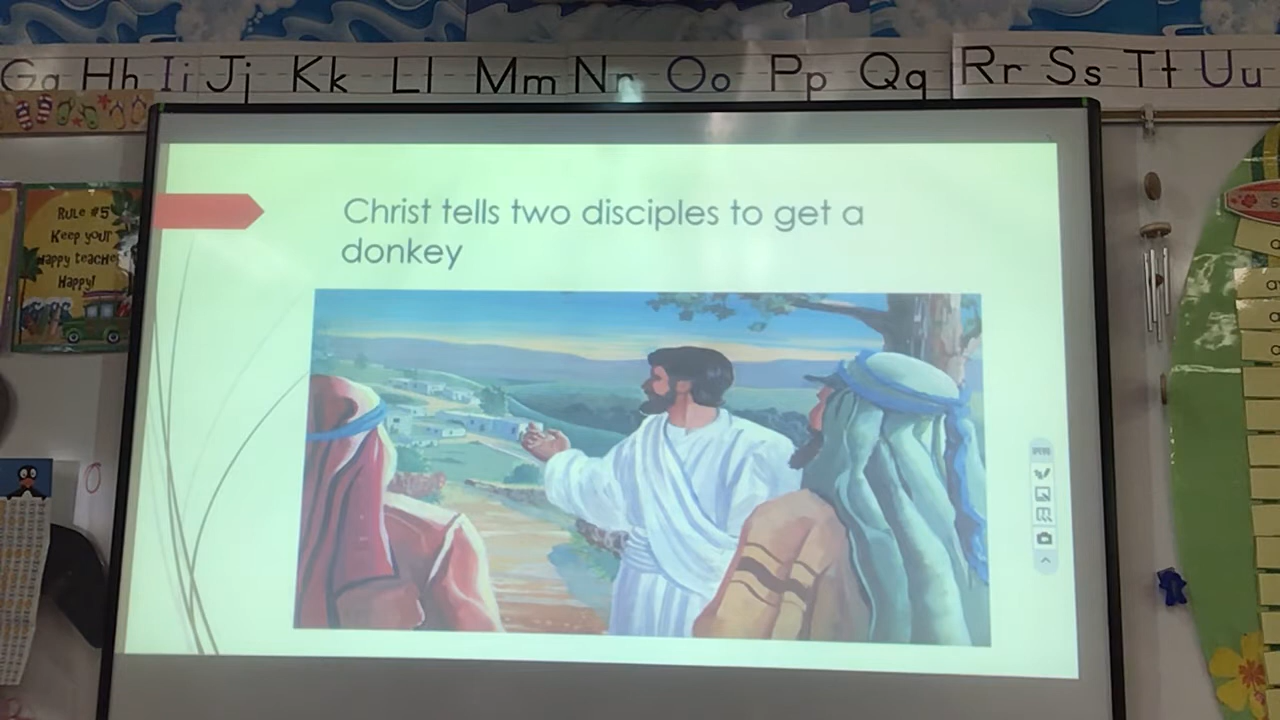 Gg Hh Ii Jj Kk Ll Mm Nn Oo Pp Qq Rr Ss Tt Uu
Rule #5
Keep your
Happy teacher
Happy!
Christ tells two disciples to get a
donkey